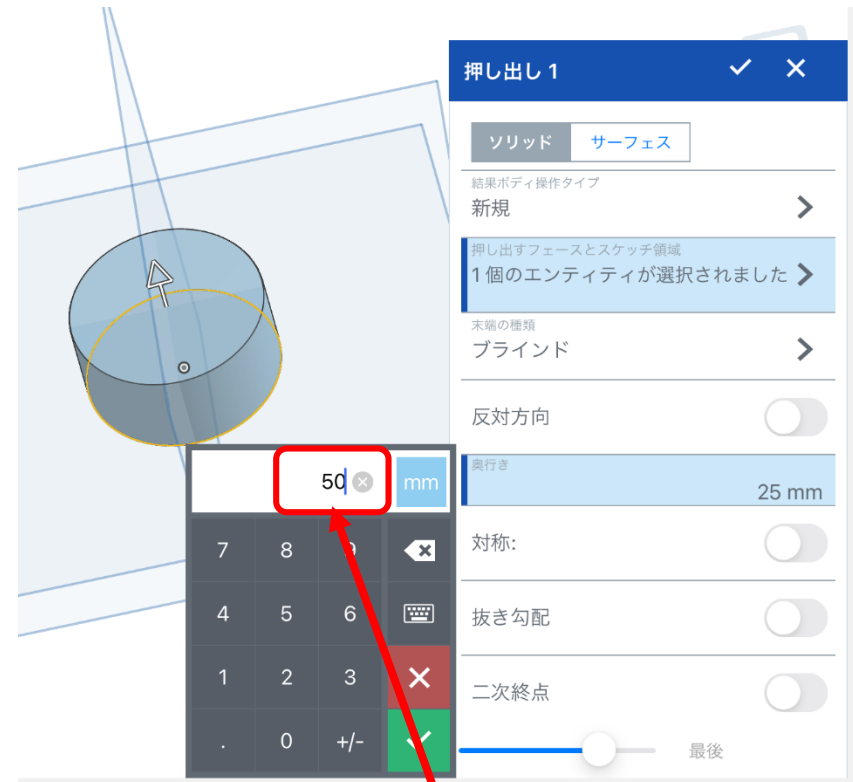 押し出し 1
ソリッド
サーフェス
結果ボディ操作タイプ
新規
押し出すフェースとスケッチ領域
1 個のエンティティが選択されました
末端の種類
ブラインド
反対方向
奥行き
25 mm
対称:
抜き勾配
二次終点
最後
50 mm
7 8 9
4 5 6
1 2 3
. 0 +/-